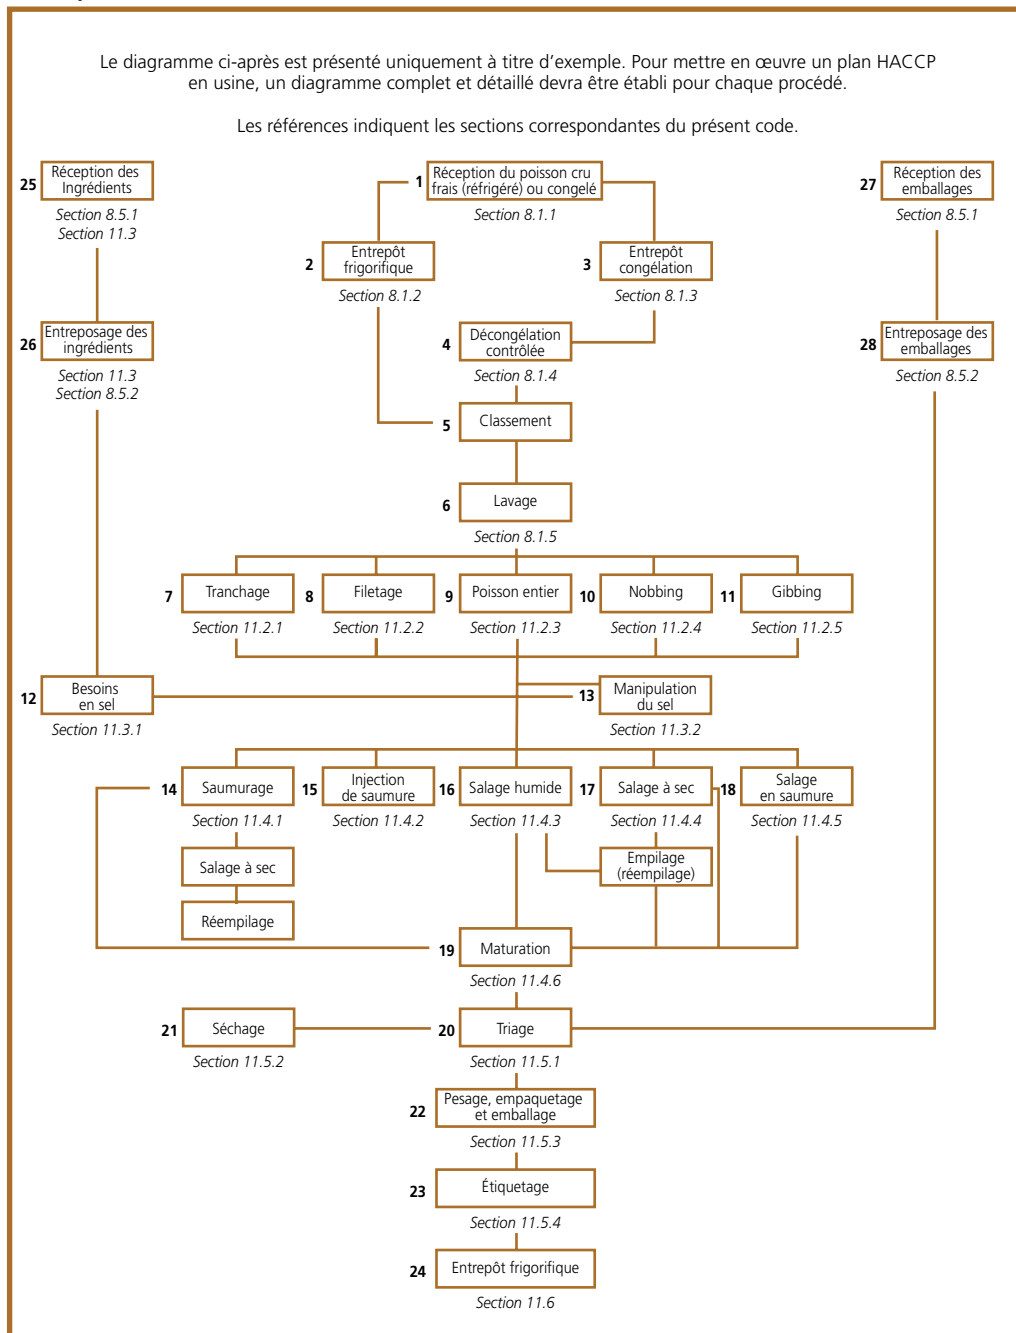 Le diagramme ci-après est présenté uniquement à titre d'exemple. Pour mettre en œuvre un plan HACCP
en usine, un diagramme complet et détaillé devra être établi pour chaque procédé.
Les références indiquent les sections correspondantes du présent code.
25
Réception des
Ingrédients
Section 8.5.1
Section 11.3
1
Réception du poisson cru
frais (réfrigéré) ou congelé
Section 8.1.1
27
Réception des
emballages
Section 8.5.1
2
Entrepôt
frigorifique
Section 8.1.2
3
Entrepôt
congélation
Section 8.1.3
26
Entreposage des
ingrédients
Section 11.3
Section 8.5.2
4
Décongélation
contrôlée
Section 8.1.4
28
Entreposage des
emballages
Section 8.5.2
5
Classement
6
Lavage
Section 8.1.5
7
Tranchage
Section 11.2.1
8
Filetage
Section 11.2.2
9
Poisson entier
Section 11.2.3
10
Nobbing
Section 11.2.4
11
Gibbing
Section 11.2.5
12
Besoins
en sel
Section 11.3.1
13
Manipulation
du sel
Section 11.3.2
14
Saumurage
Section 11.4.1
15
Injection
de saumure
Section 11.4.2
16
Salage humide
Section 11.4.3
17
Salage à sec
Section 11.4.4
18
Salage
en saumure
Section 11.4.5
Salage à sec
Empilage
(réempilage)
Réempilage
19
Maturation
Section 11.4.6
21
Séchage
Section 11.5.2
20
Triage
Section 11.5.1
22
Pesage, empaquetage
et emballage
Section 11.5.3
23
Étiquetage
Section 11.5.4
24
Entrepôt frigorifique
Section 11.6